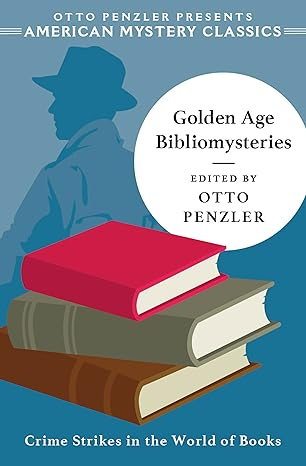 OTTO PENZLER PRESENTS
AMERICAN MYSTERY CLASSICS
Golden Age
Bibliomysteries
EDITED BY
OTTO
PENZLER
Crime Strikes in the World of Books